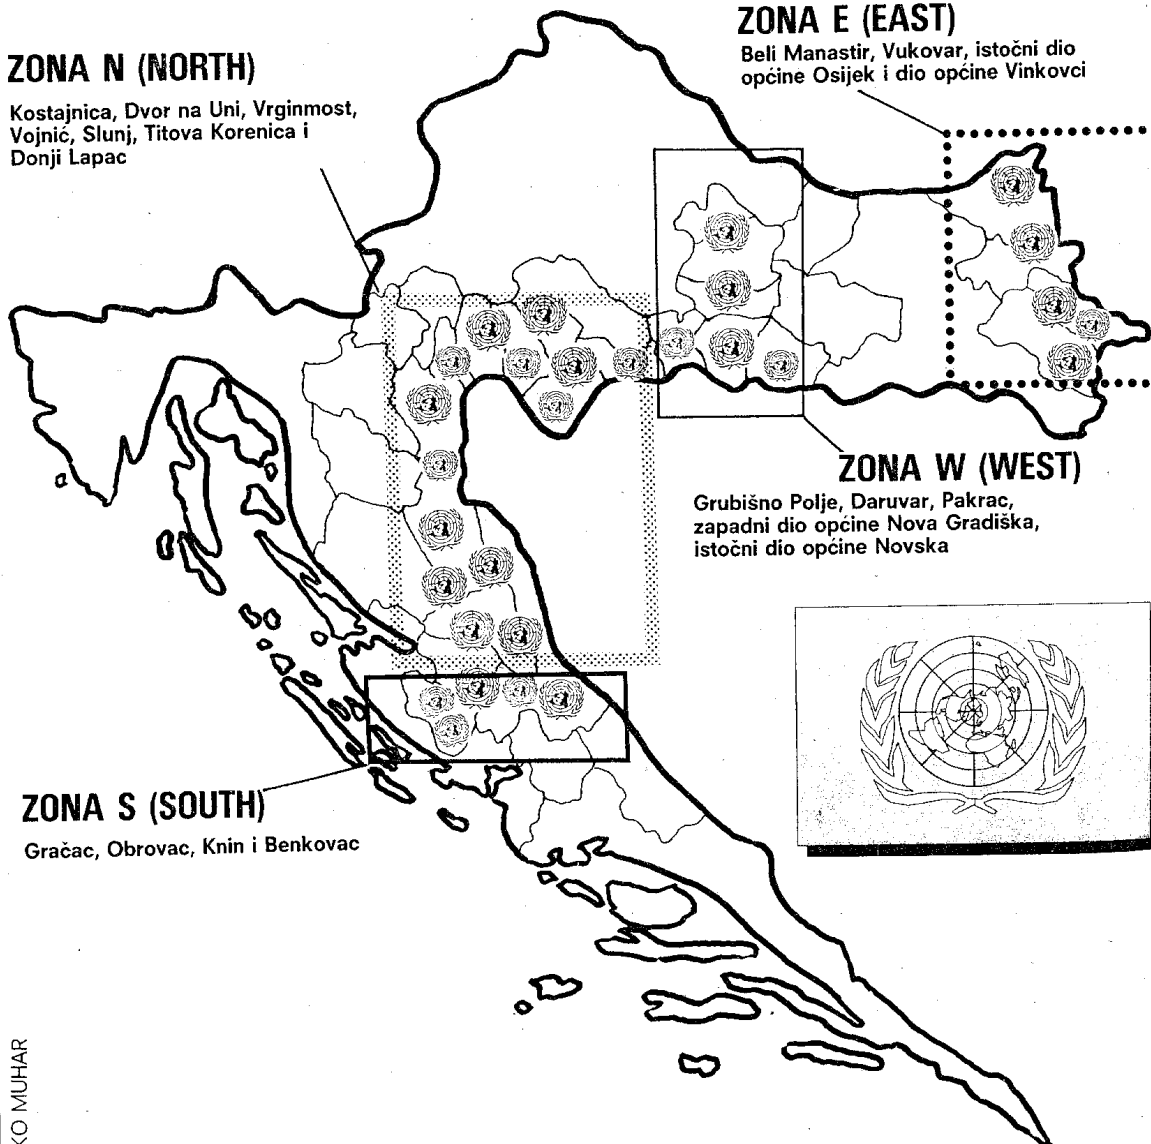 ZONA N (NORTH)
Kostajnica, Dvor na Uni, Vrginmost,
Vojnić, Slunj, Titova Korenica i
Donji Lapac
ZONA E (EAST)
Beli Manastir, Vukovar, istočni dio
općine Osijek i dio općine Vinkovci
ZONA W (WEST)
Grubišno Polje, Daruvar, Pakrac,
zapadni dio općine Nova Gradiška,
istočni dio općine Novska
ZONA S (SOUTH)
Gračac, Obrovac, Knin i Benkovac
KO MUHAR